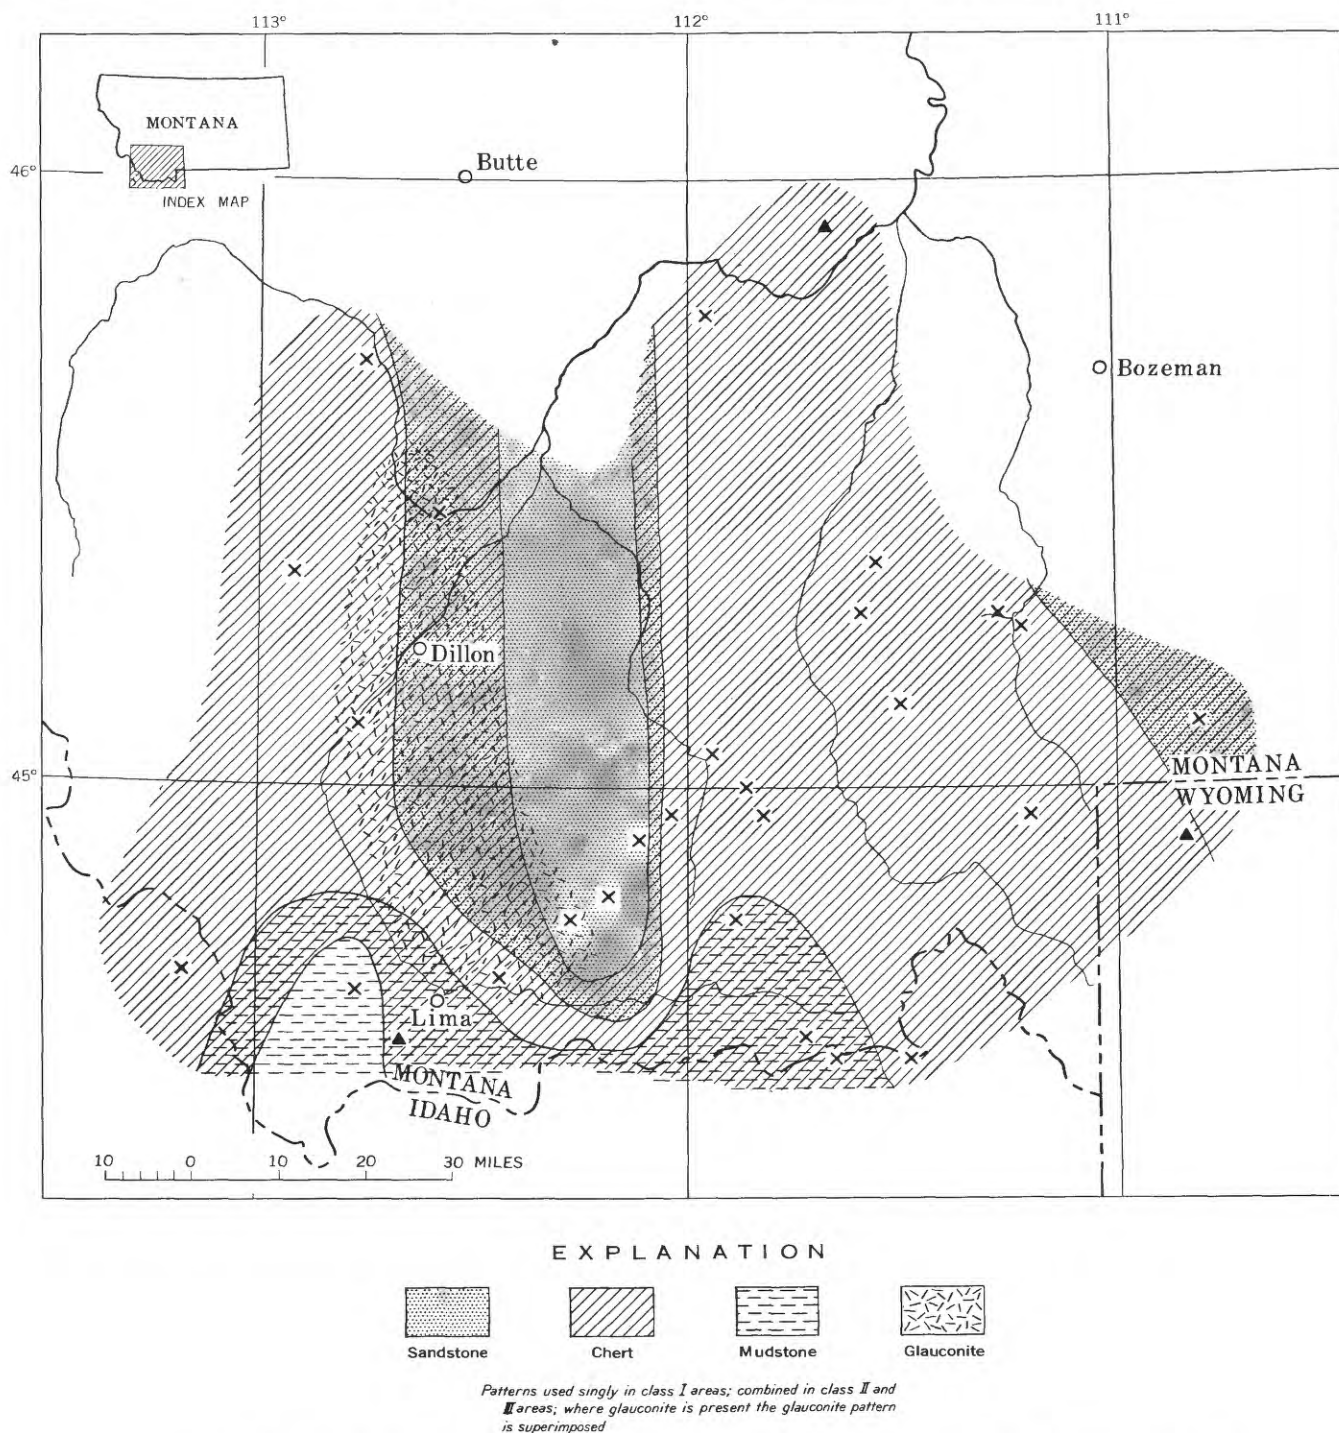 113°
112°
111°
MONTANA
46°
INDEX MAP
Butte
Bozeman
Dillon
45°
MONTANA
WYOMING
Lima
MONTANA
IDAHO
10 0 10 20 30 MILES
EXPLANATION
Sandstone
Chert
Mudstone
Glauconite
Patterns used singly in class I areas; combined in class II and
III areas; where glauconite is present the glauconite pattern
is superimposed